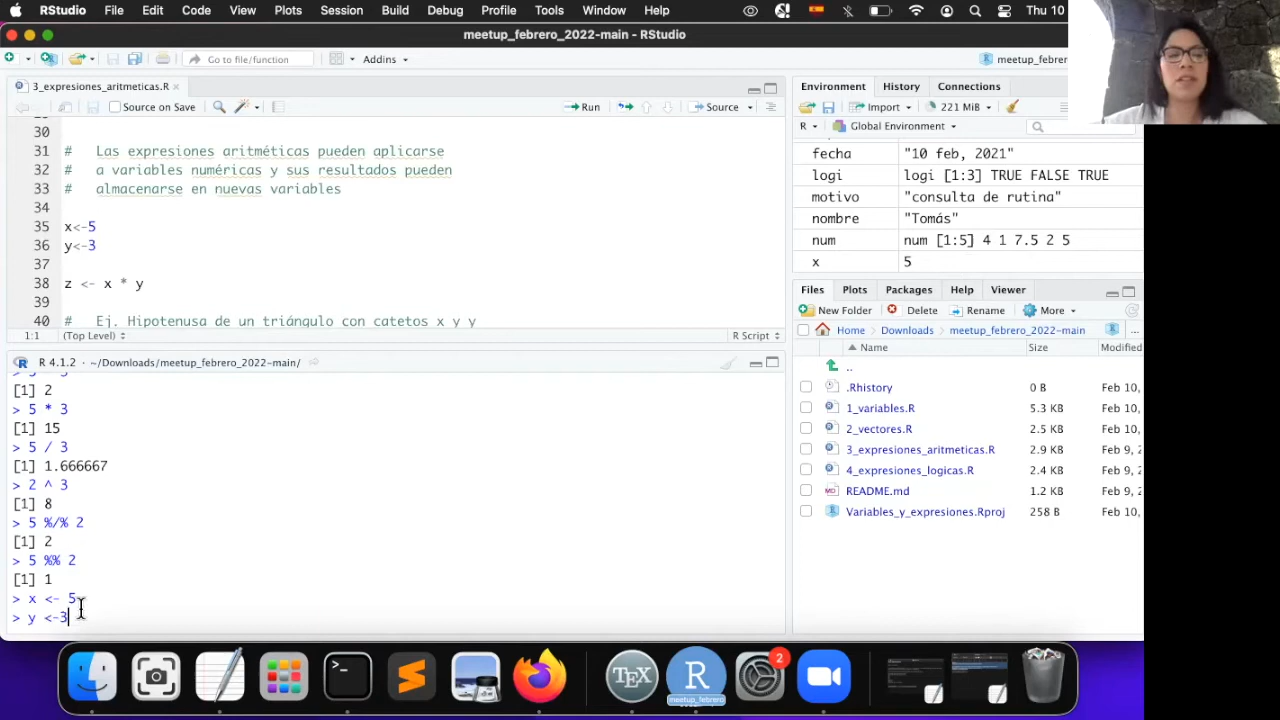 RStudio File Edit Code View Plots Session Build Debug Profile Tools Window Help Thu 10
meetup_febrero_2022-main - RStudio
Go to file/function Addins meetup_febrero
3_expresiones_aritmeticas.R
Source on Save Run Source
30
31 # Las expresiones aritméticas pueden aplicarse
32 # a variables numéricas y sus resultados pueden
33 # almacenarse en nuevas variables
34
35 x<-5
36 y<-3
37
38 z <- x * y
39
40 # Ej. Hipotenusa de un triángulo con catetos x y y
1:1 (Top Level) R Script
R 4.1.2 · ~/Downloads/meetup_febrero_2022-main/
[1] 2
> 5 * 3
[1] 15
> 5 / 3
[1] 1.666667
> 2 ^ 3
[1] 8
> 5 %/% 2
[1] 2
> 5 %% 2
[1] 1
> x <- 5
> y <-3
Environment History Connections
Import 221 MiB
R Global Environment
fecha "10 feb, 2021"
logi logi [1:3] TRUE FALSE TRUE
motivo "consulta de rutina"
nombre "Tomás"
num num [1:5] 4 1 7.5 2 5
x 5
Files Plots Packages Help Viewer
New Folder Delete Rename More
Home Downloads meetup_febrero_2022-main ...
Name Size Modified
..
.Rhistory 0 B Feb 10,
1_variables.R 5.3 KB Feb 10,
2_vectores.R 2.5 KB Feb 10,
3_expresiones_aritmeticas.R 2.9 KB Feb 9, 2
4_expresiones_logicas.R 2.4 KB Feb 9, 2
README.md 1.2 KB Feb 9, 2
Variables_y_expresiones.Rproj 258 B Feb 10,
>_
TEX
R
meetup_febrero
2